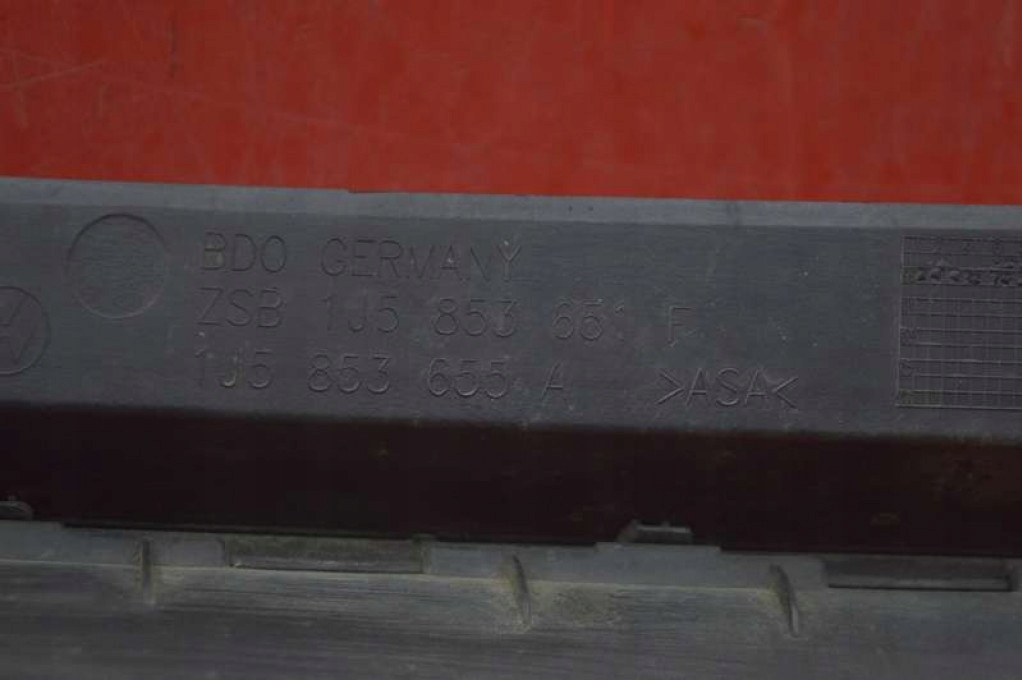 BDO GERMANY
ZSB 1J5 853 651 F
1J5 853 655 A >ASA<